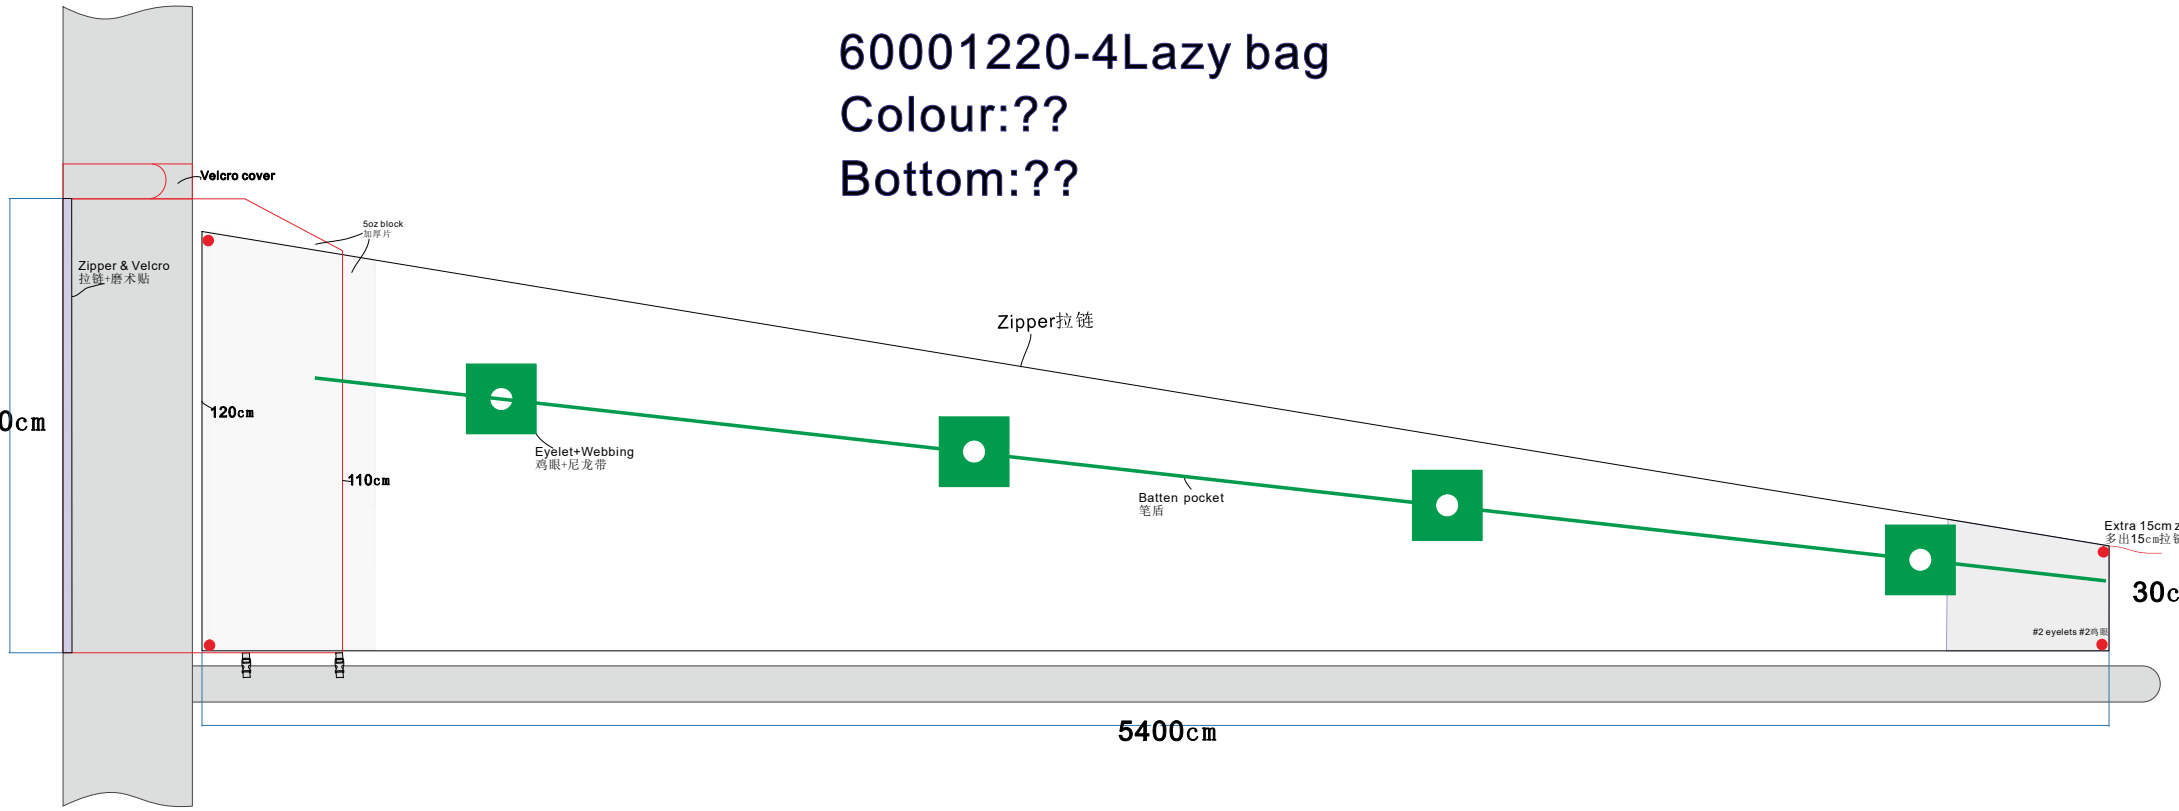 60001220-4Lazy bag
Colour:??
Bottom:??
Velcro cover
5oz block
加厚片
Zipper & Velcro
拉链+磨术贴
Zipper拉链
0cm
120cm
Eyelet+Webbing
鸡眼+尼龙带
110cm
Batten pocket
笔盾
Extra 15cm z
多出15cm拉链
30c
#2 eyelets #2鸡眼
5400cm